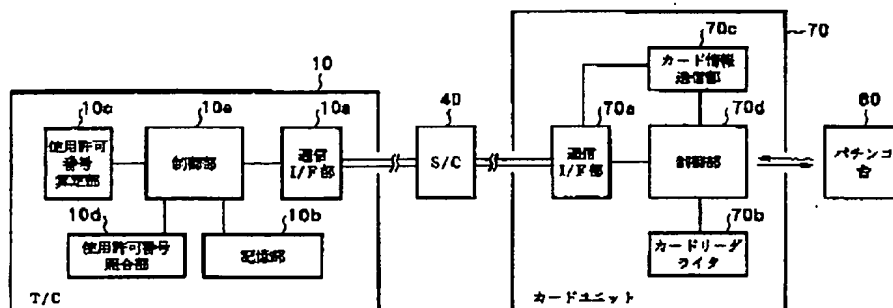 10
10c
使用許可
番号
算定部
10e
制御部
10a
通信
I/F部
10d
使用許可番号
照合部
10b
記憶部
T/C
40
S/C
70
70c
カード情報
送信部
70a
通信
I/F部
70d
制御部
70b
カードリーダ
ライタ
カードユニット
80
パチンコ
台